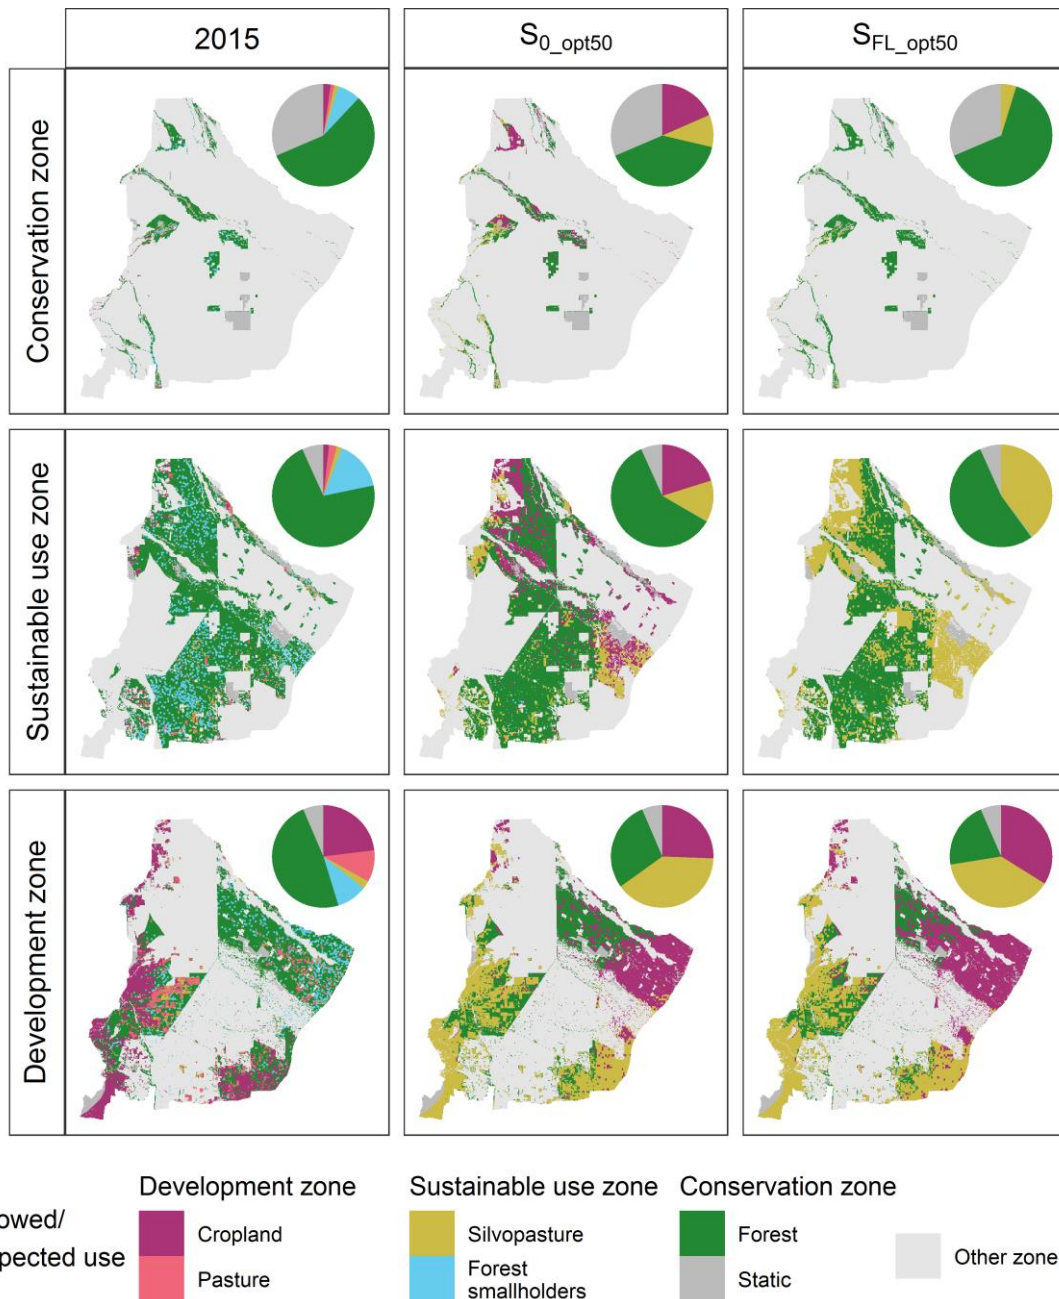 2015
S0_opt50
SFL_opt50
Conservation zone
Sustainable use zone
Development zone
owed/
pected use
Development zone
Cropland
Pasture
Sustainable use zone
Silvopasture
Forest
smallholders
Conservation zone
Forest
Static
Other zone